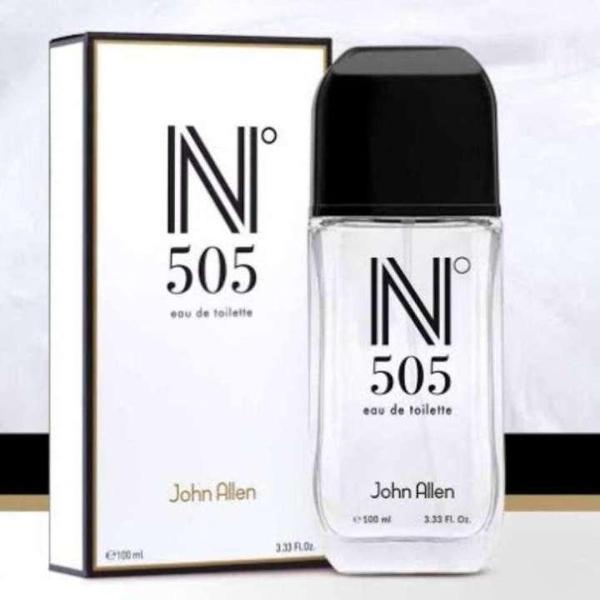 N°
505
eau de toilette
John Allen
℮100 ml
3.33 Fl.Oz.
N°
505
eau de toilette
John Allen
℮100 ml 3.33 Fl. Oz.